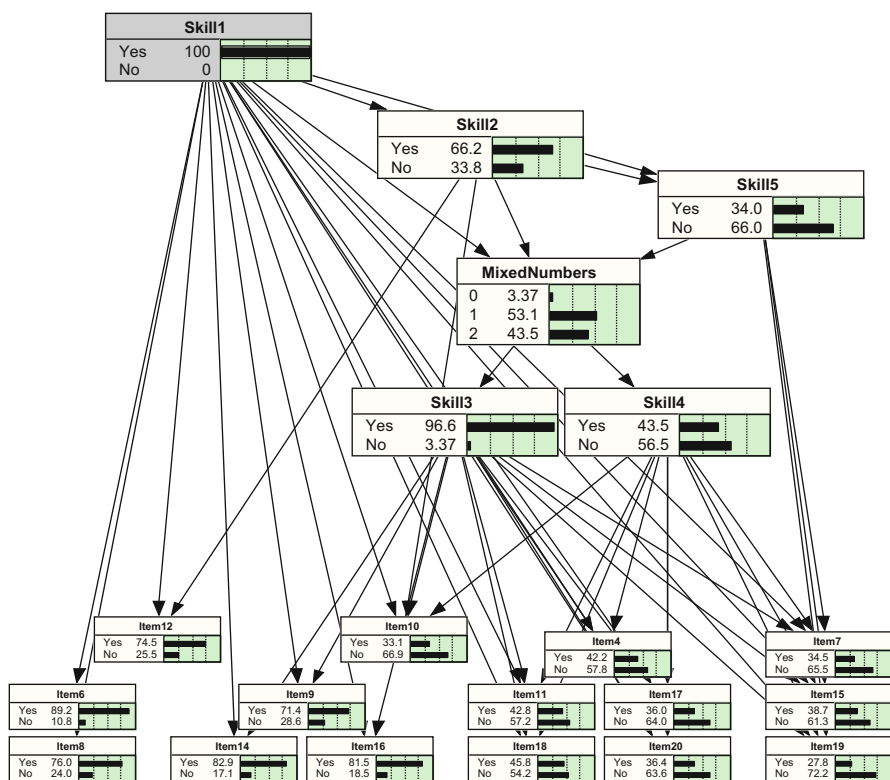 Skill1
Yes 100
No 0
Skill2
Yes 66.2
No 33.8
Skill5
Yes 34.0
No 66.0
MixedNumbers
0 3.37
1 53.1
2 43.5
Skill3
Yes 96.6
No 3.37
Skill4
Yes 43.5
No 56.5
Item12
Yes 74.5
No 25.5
Item10
Yes 33.1
No 66.9
Item4
Yes 42.2
No 57.8
Item7
Yes 34.5
No 65.5
Item6
Yes 89.2
No 10.8
Item9
Yes 71.4
No 28.6
Item11
Yes 42.8
No 57.2
Item17
Yes 36.0
No 64.0
Item15
Yes 38.7
No 61.3
Item8
Yes 76.0
No 24.0
Item14
Yes 82.9
No 17.1
Item16
Yes 81.5
No 18.5
Item18
Yes 45.8
No 54.2
Item20
Yes 36.4
No 63.6
Item19
Yes 27.8
No 72.2